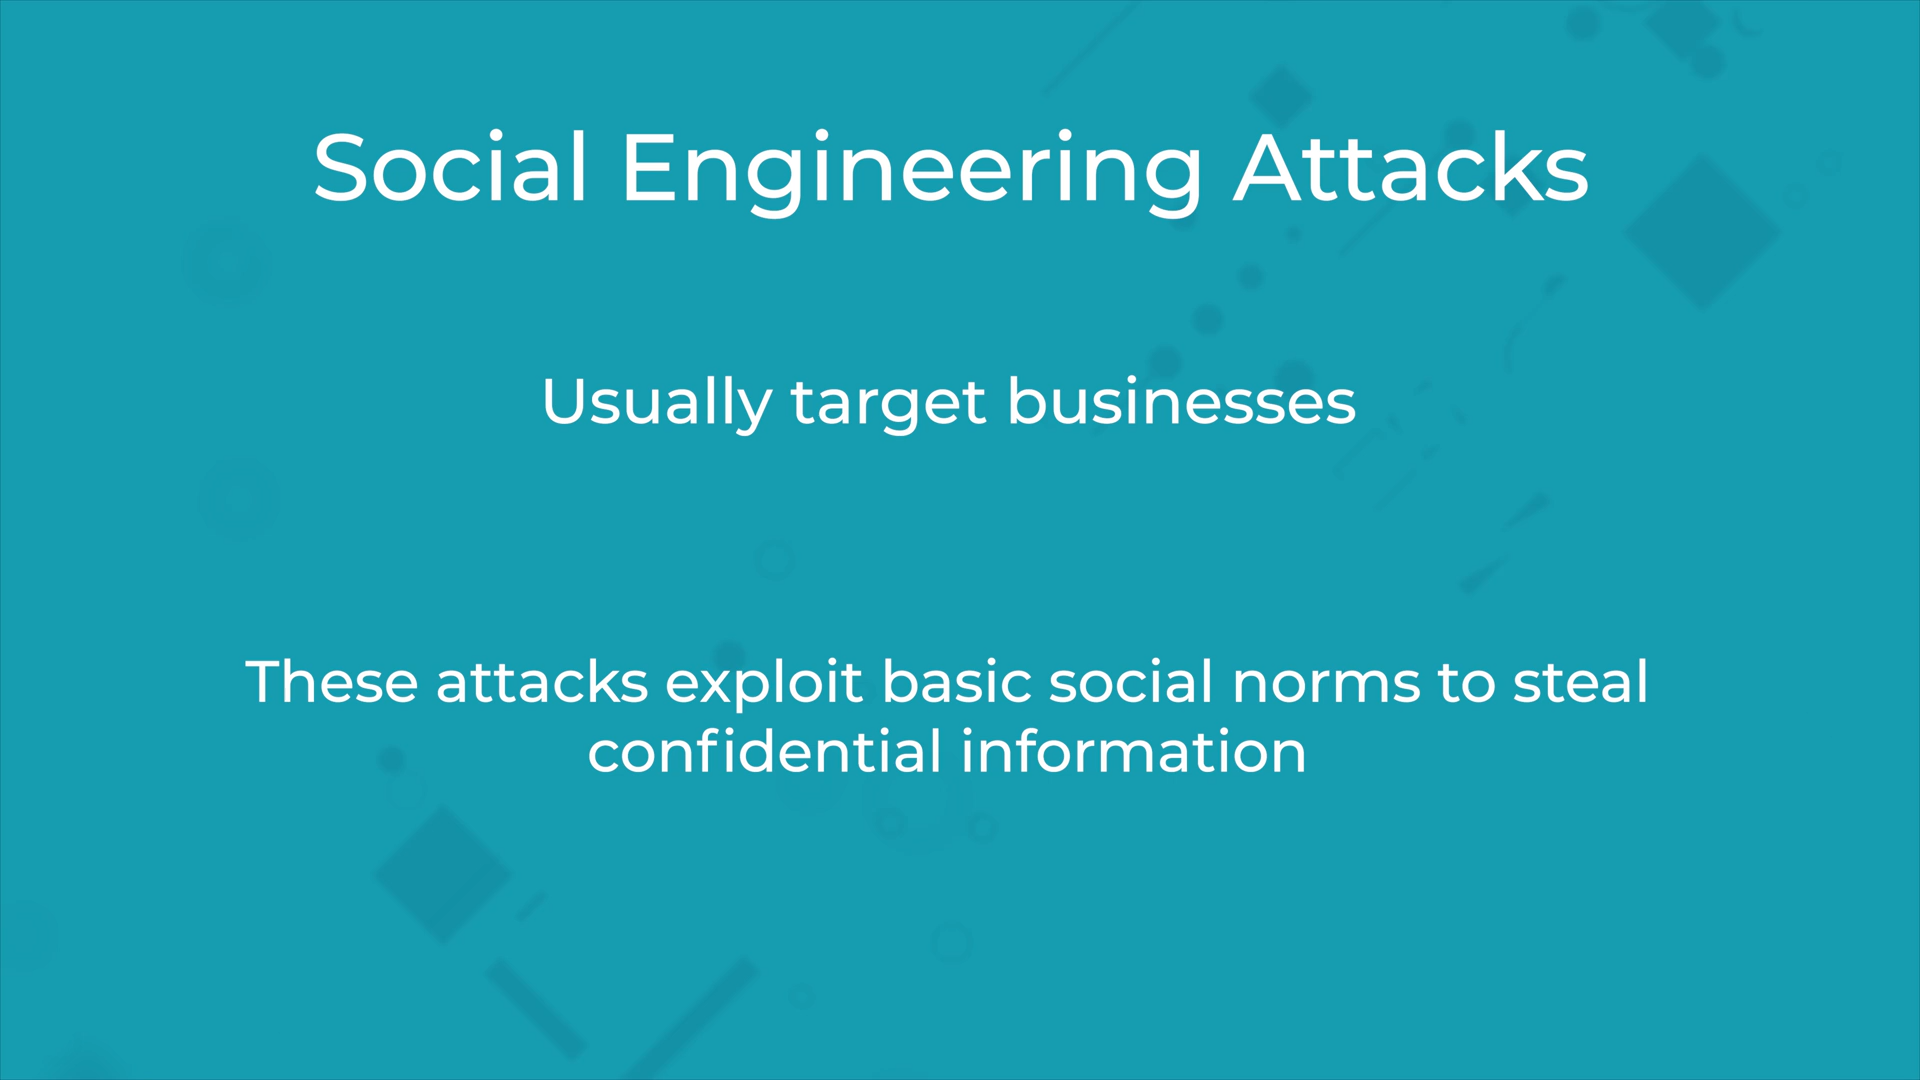 Social Engineering Attacks
Usually target businesses
These attacks exploit basic social norms to steal
confidential information